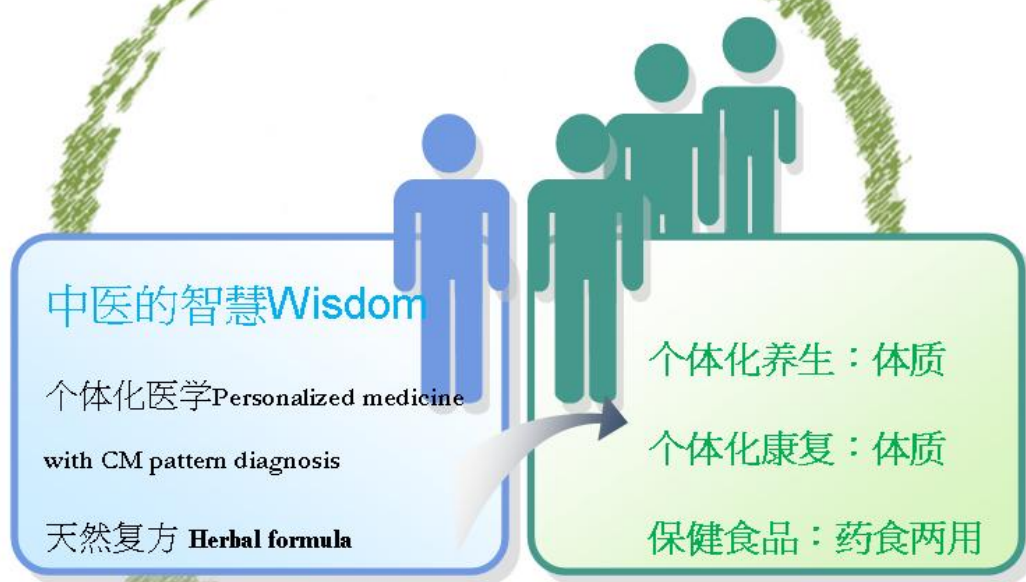 中医的智慧Wisdom
个体化医学Personalized medicine
with CM pattern diagnosis
天然复方 Herbal formula
个体化养生：体质
个体化康复：体质
保健食品：药食两用